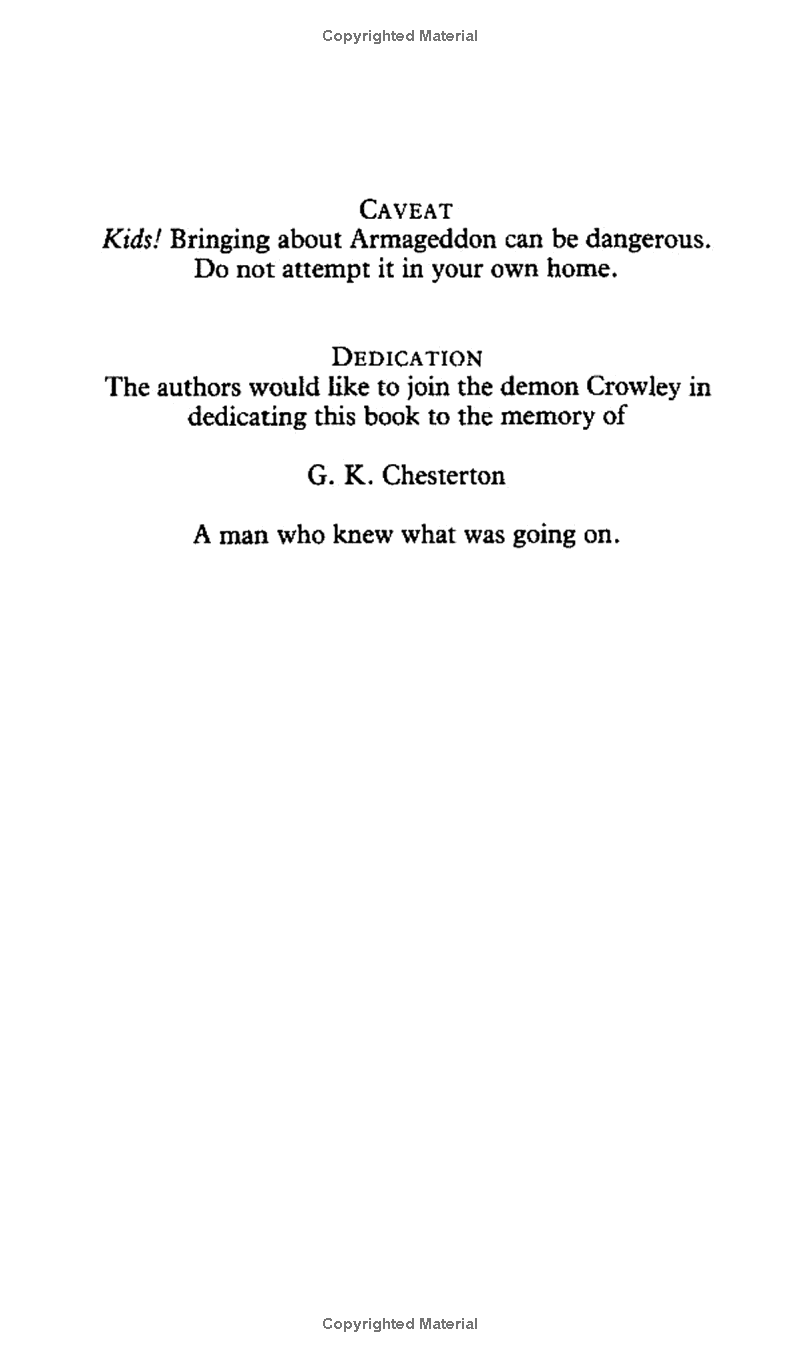 Copyrighted Material
CAVEAT
Kids! Bringing about Armageddon can be dangerous.
Do not attempt it in your own home.
DEDICATION
The authors would like to join the demon Crowley in
dedicating this book to the memory of
G. K. Chesterton
A man who knew what was going on.
Copyrighted Material